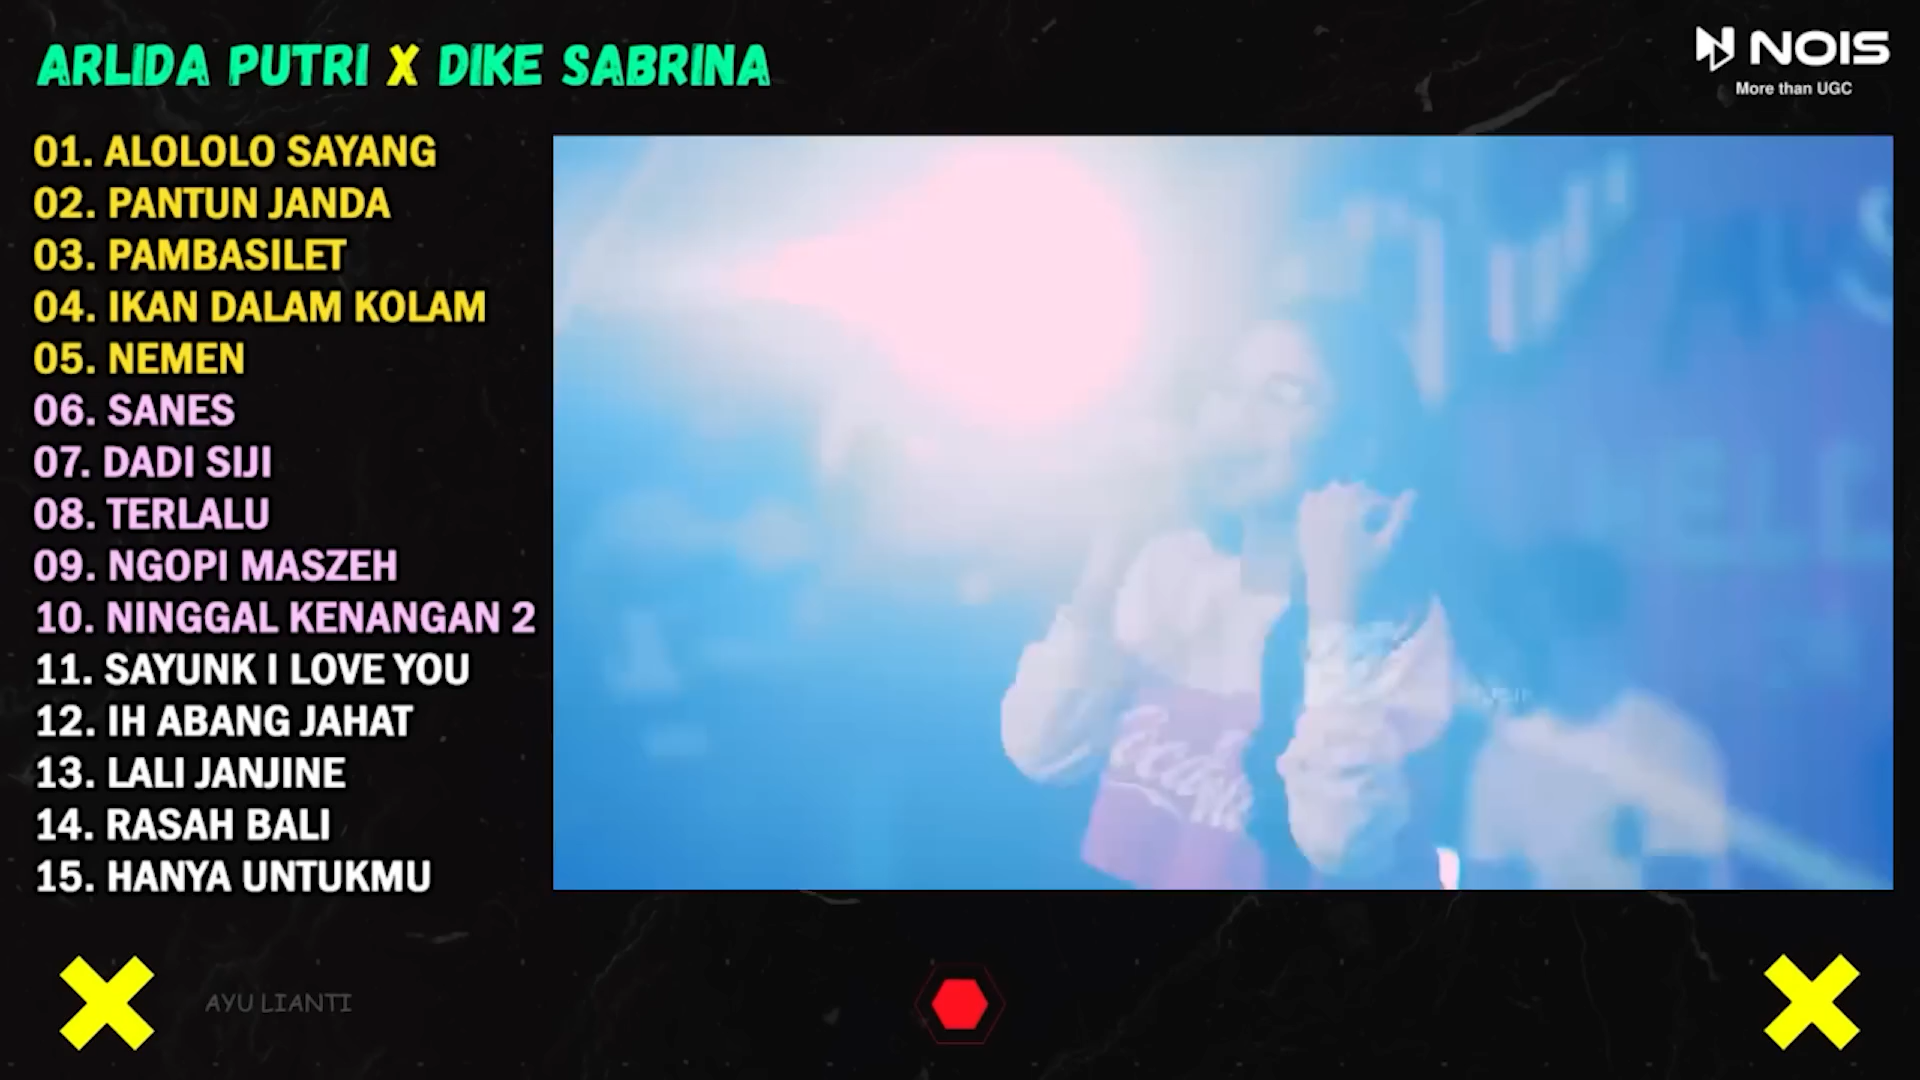 ARLIDA PUTRI X DIKE SABRINA
NOIS
More than UGC
01. ALOLOLO SAYANG
02. PANTUN JANDA
03. PAMBASILET
04. IKAN DALAM KOLAM
05. NEMEN
06. SANES
07. DADI SIJI
08. TERLALU
09. NGOPI MASZEH
10. NINGGAL KENANGAN 2
11. SAYUNK I LOVE YOU
12. IH ABANG JAHAT
13. LALI JANJINE
14. RASAH BALI
15. HANYA UNTUKMU
AYU LIANTI